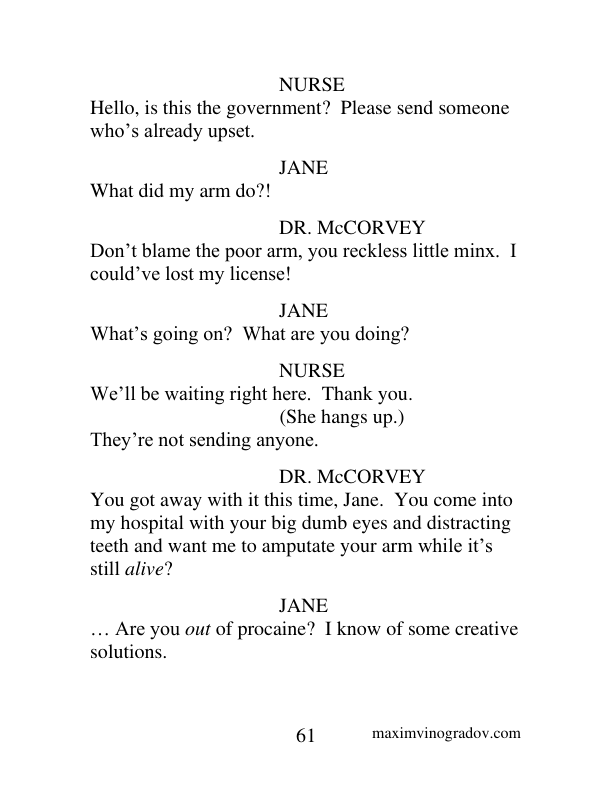 NURSE
Hello, is this the government?  Please send someone
who’s already upset.
JANE
What did my arm do?!
DR. McCORVEY
Don’t blame the poor arm, you reckless little minx.  I
could’ve lost my license!
JANE
What’s going on?  What are you doing?
NURSE
We’ll be waiting right here.  Thank you.
(She hangs up.)
They’re not sending anyone.
DR. McCORVEY
You got away with it this time, Jane.  You come into
my hospital with your big dumb eyes and distracting
teeth and want me to amputate your arm while it’s
still alive?
JANE
… Are you out of procaine?  I know of some creative
solutions.
61 maximvinogradov.com